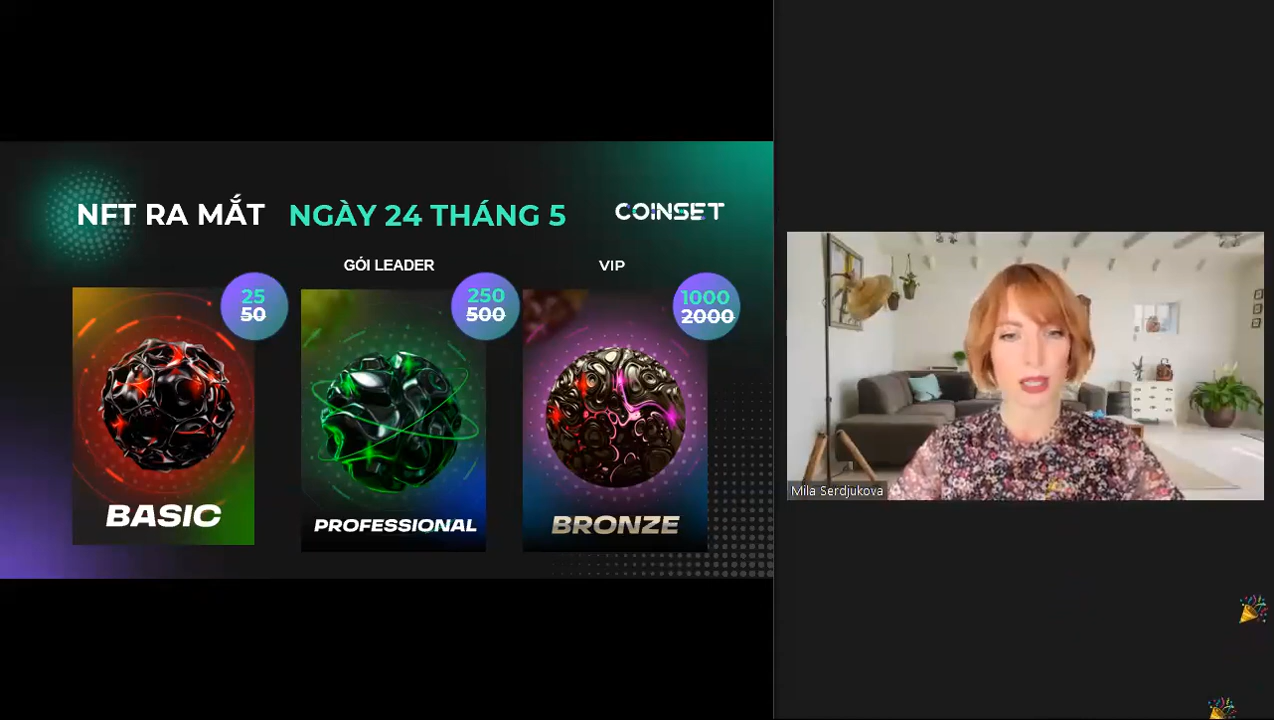 NFT RA MẮT NGÀY 24 THÁNG 5
COINSET
GÓI LEADER
VIP
25
50
250
500
1000
2000
BASIC
PROFESSIONAL
BRONZE
Mila Serdjukova